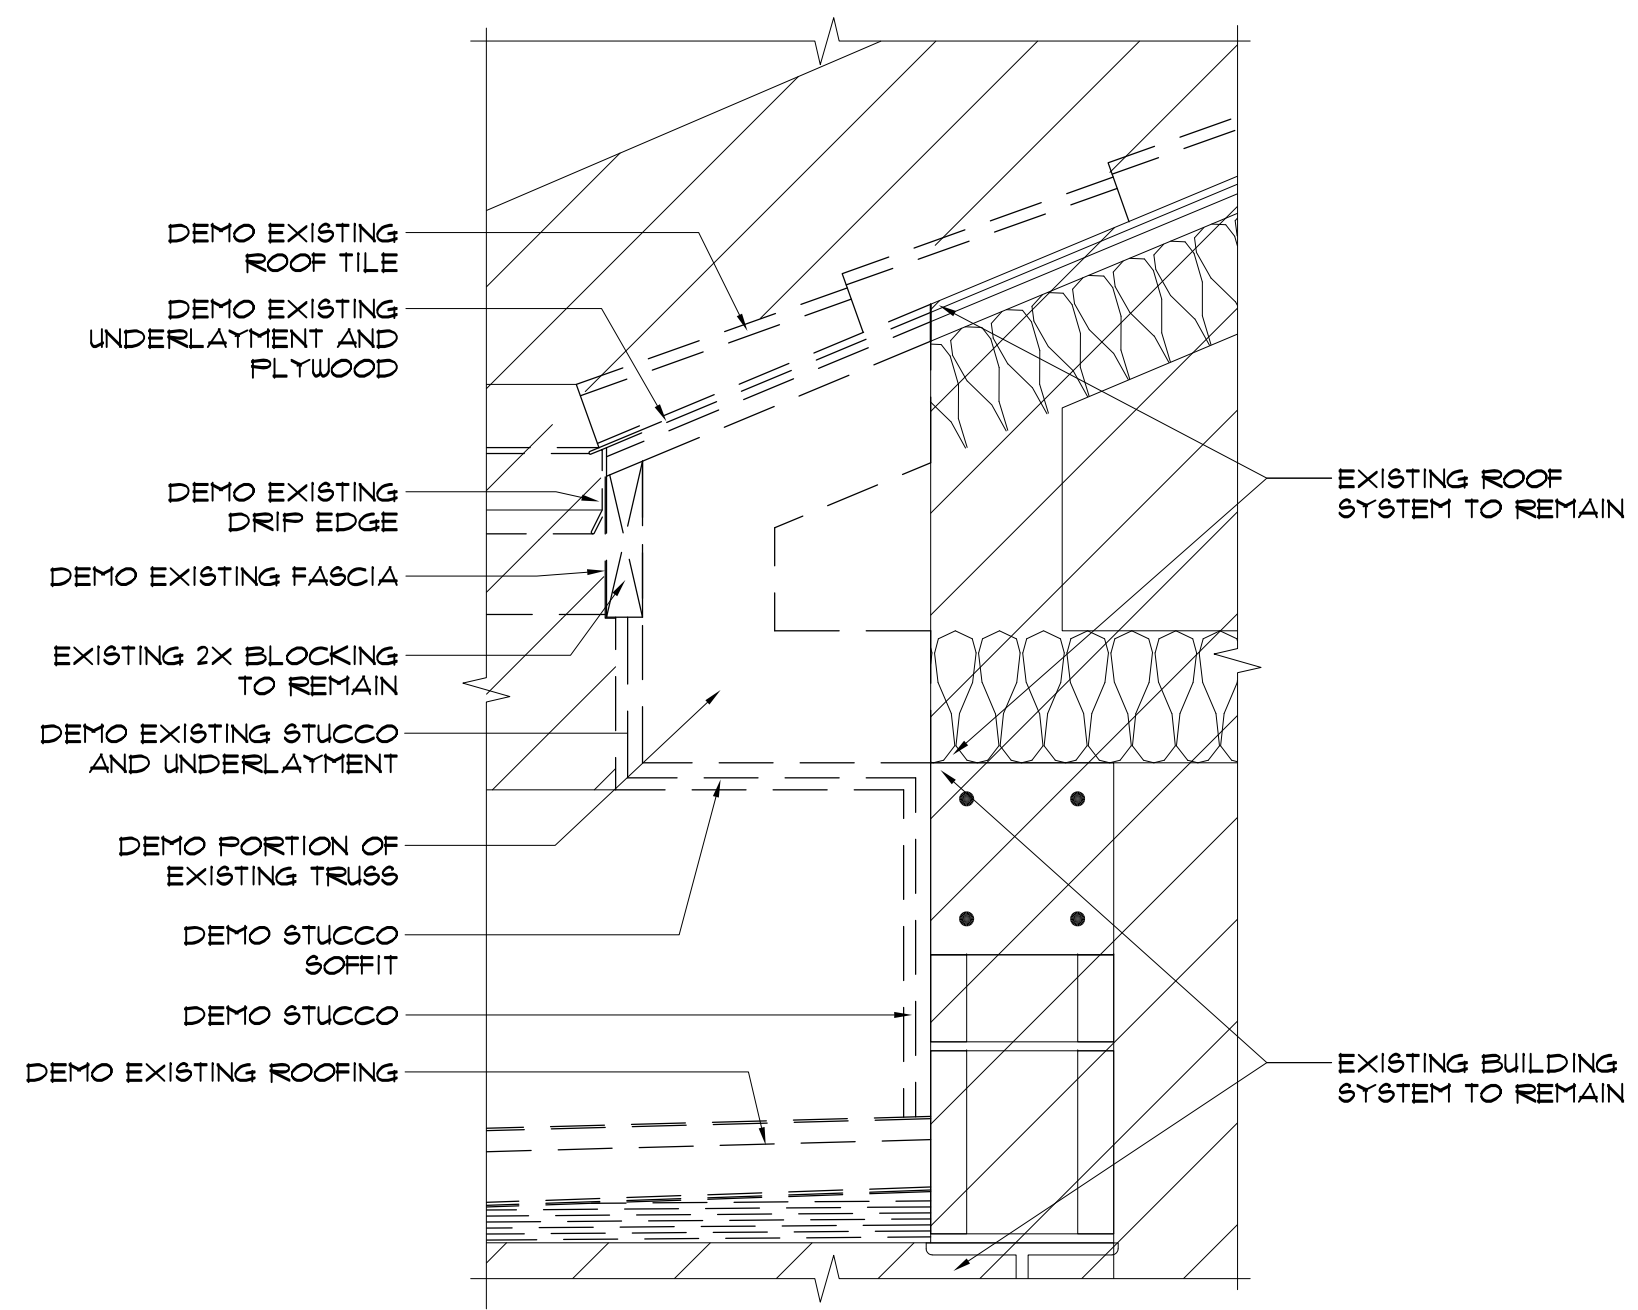 DEMO EXISTING
ROOF TILE
DEMO EXISTING
UNDERLAYMENT AND
PLYWOOD
DEMO EXISTING
DRIP EDGE
DEMO EXISTING FASCIA
EXISTING 2X BLOCKING
TO REMAIN
DEMO EXISTING STUCCO
AND UNDERLAYMENT
DEMO PORTION OF
EXISTING TRUSS
DEMO STUCCO
SOFFIT
DEMO STUCCO
DEMO EXISTING ROOFING
EXISTING ROOF
SYSTEM TO REMAIN
EXISTING BUILDING
SYSTEM TO REMAIN